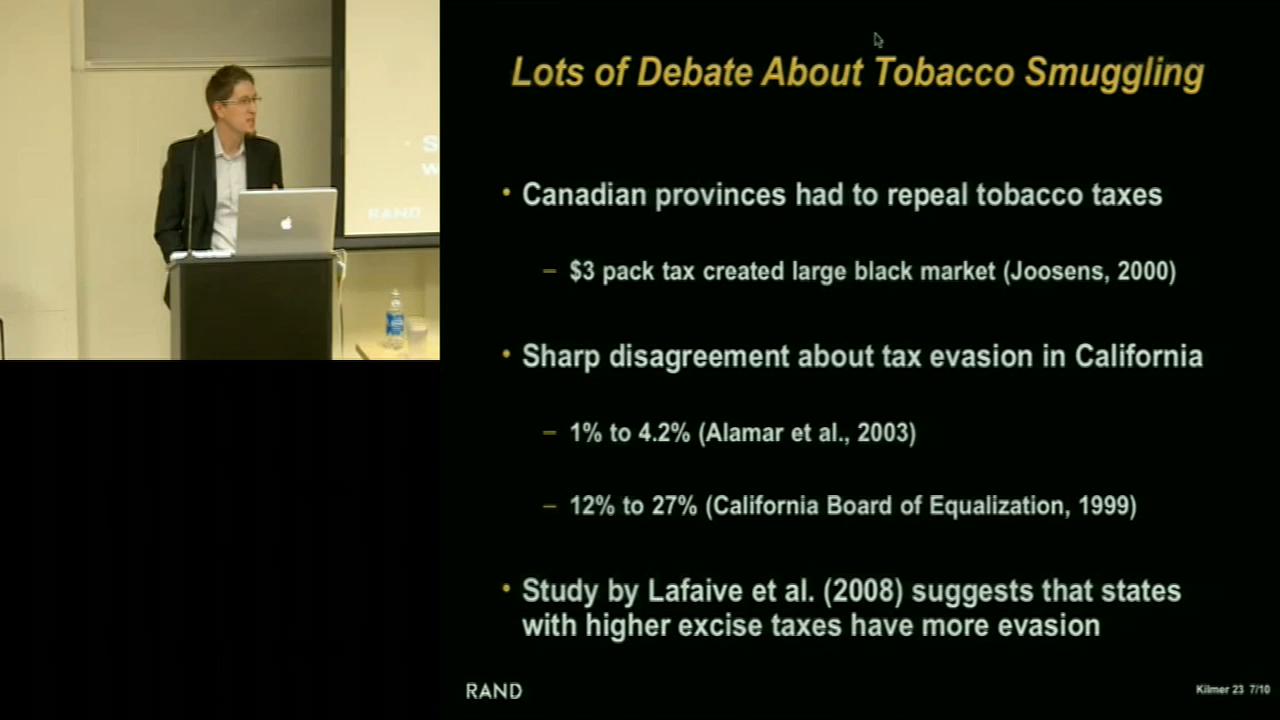 Lots of Debate About Tobacco Smuggling
• Canadian provinces had to repeal tobacco taxes
– $3 pack tax created large black market (Joosens, 2000)
• Sharp disagreement about tax evasion in California
– 1% to 4.2% (Alamar et al., 2003)
– 12% to 27% (California Board of Equalization, 1999)
• Study by Lafaive et al. (2008) suggests that states
with higher excise taxes have more evasion
RAND
Kilmer 23 7/10
RAND